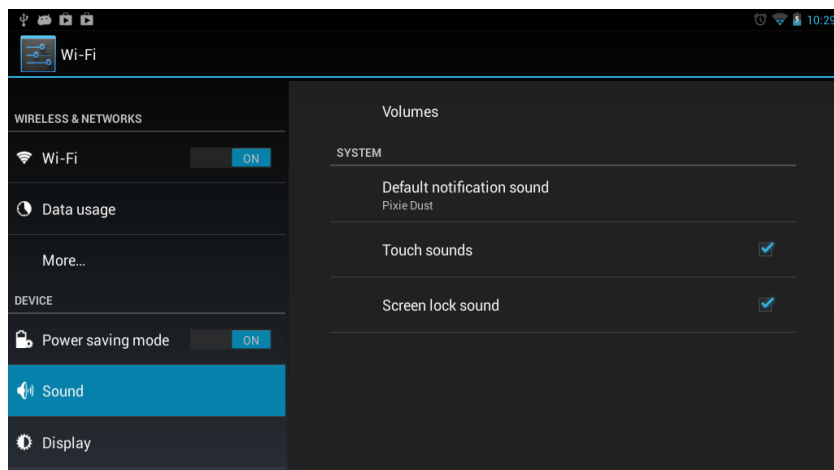 10:29
Wi-Fi
WIRELESS & NETWORKS
Wi-Fi
ON
Data usage
More...
DEVICE
Power saving mode
ON
Sound
Display
Volumes
SYSTEM
Default notification sound
Pixie Dust
Touch sounds
Screen lock sound